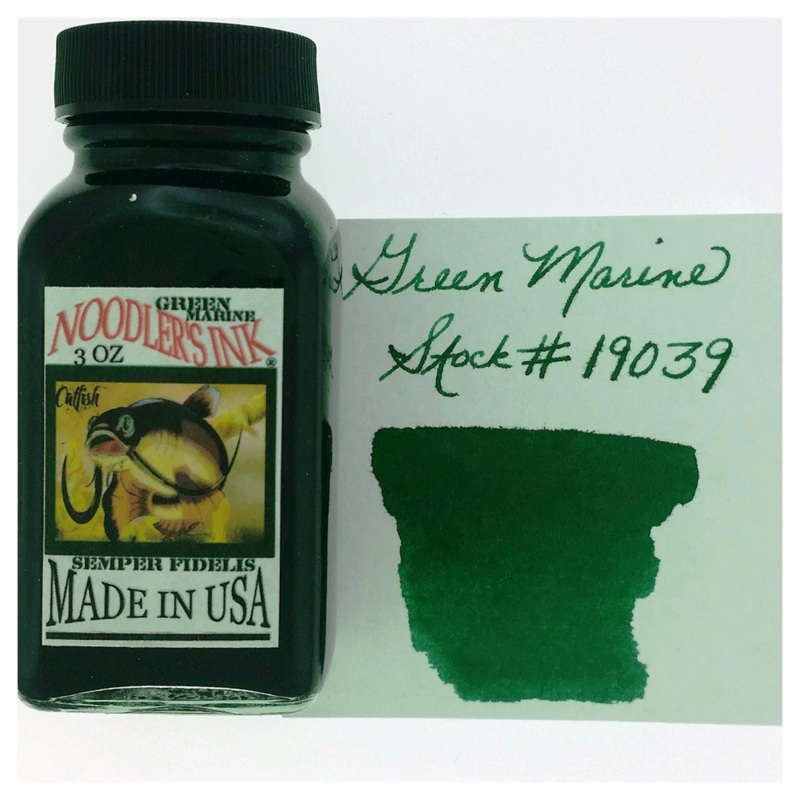 GREEN
MARINE
NOODLER'S INK®
3 OZ
Catfish
SEMPER FIDELIS
MADE IN USA
Green Marine
Stock # 19039